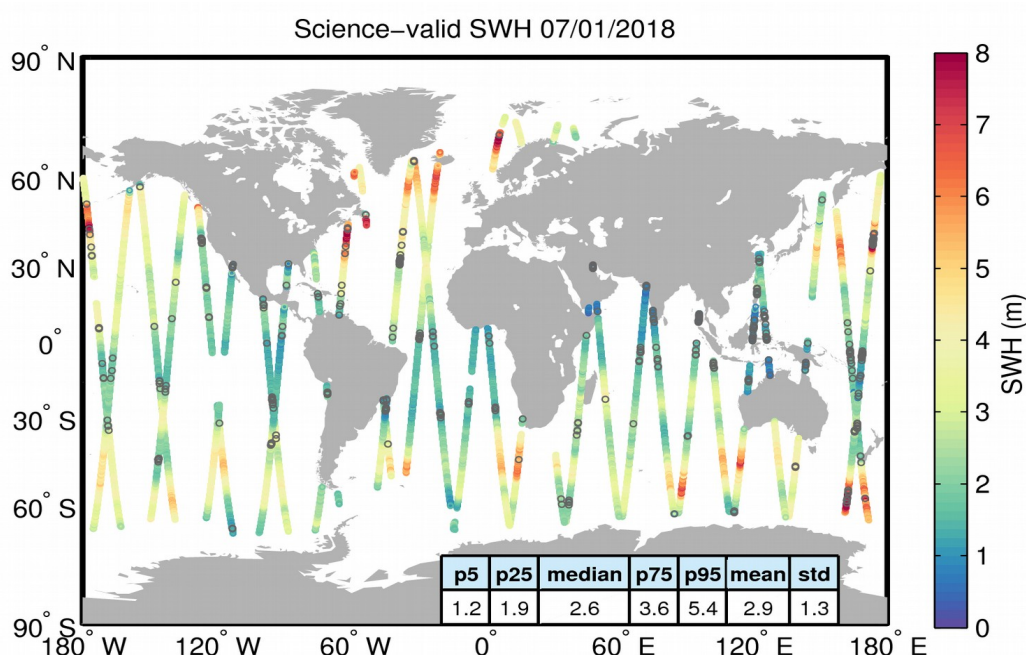 Science−valid SWH 07/01/2018
90° N
60° N
30° N
0°
30° S
60° S
90° S
180° W
120° W
60° W
0°
60° E
120° E
180° E
p5 p25 median p75 p95 mean std
1.2 1.9 2.6 3.6 5.4 2.9 1.3
8
7
6
5
4
3
2
1
0
SWH (m)